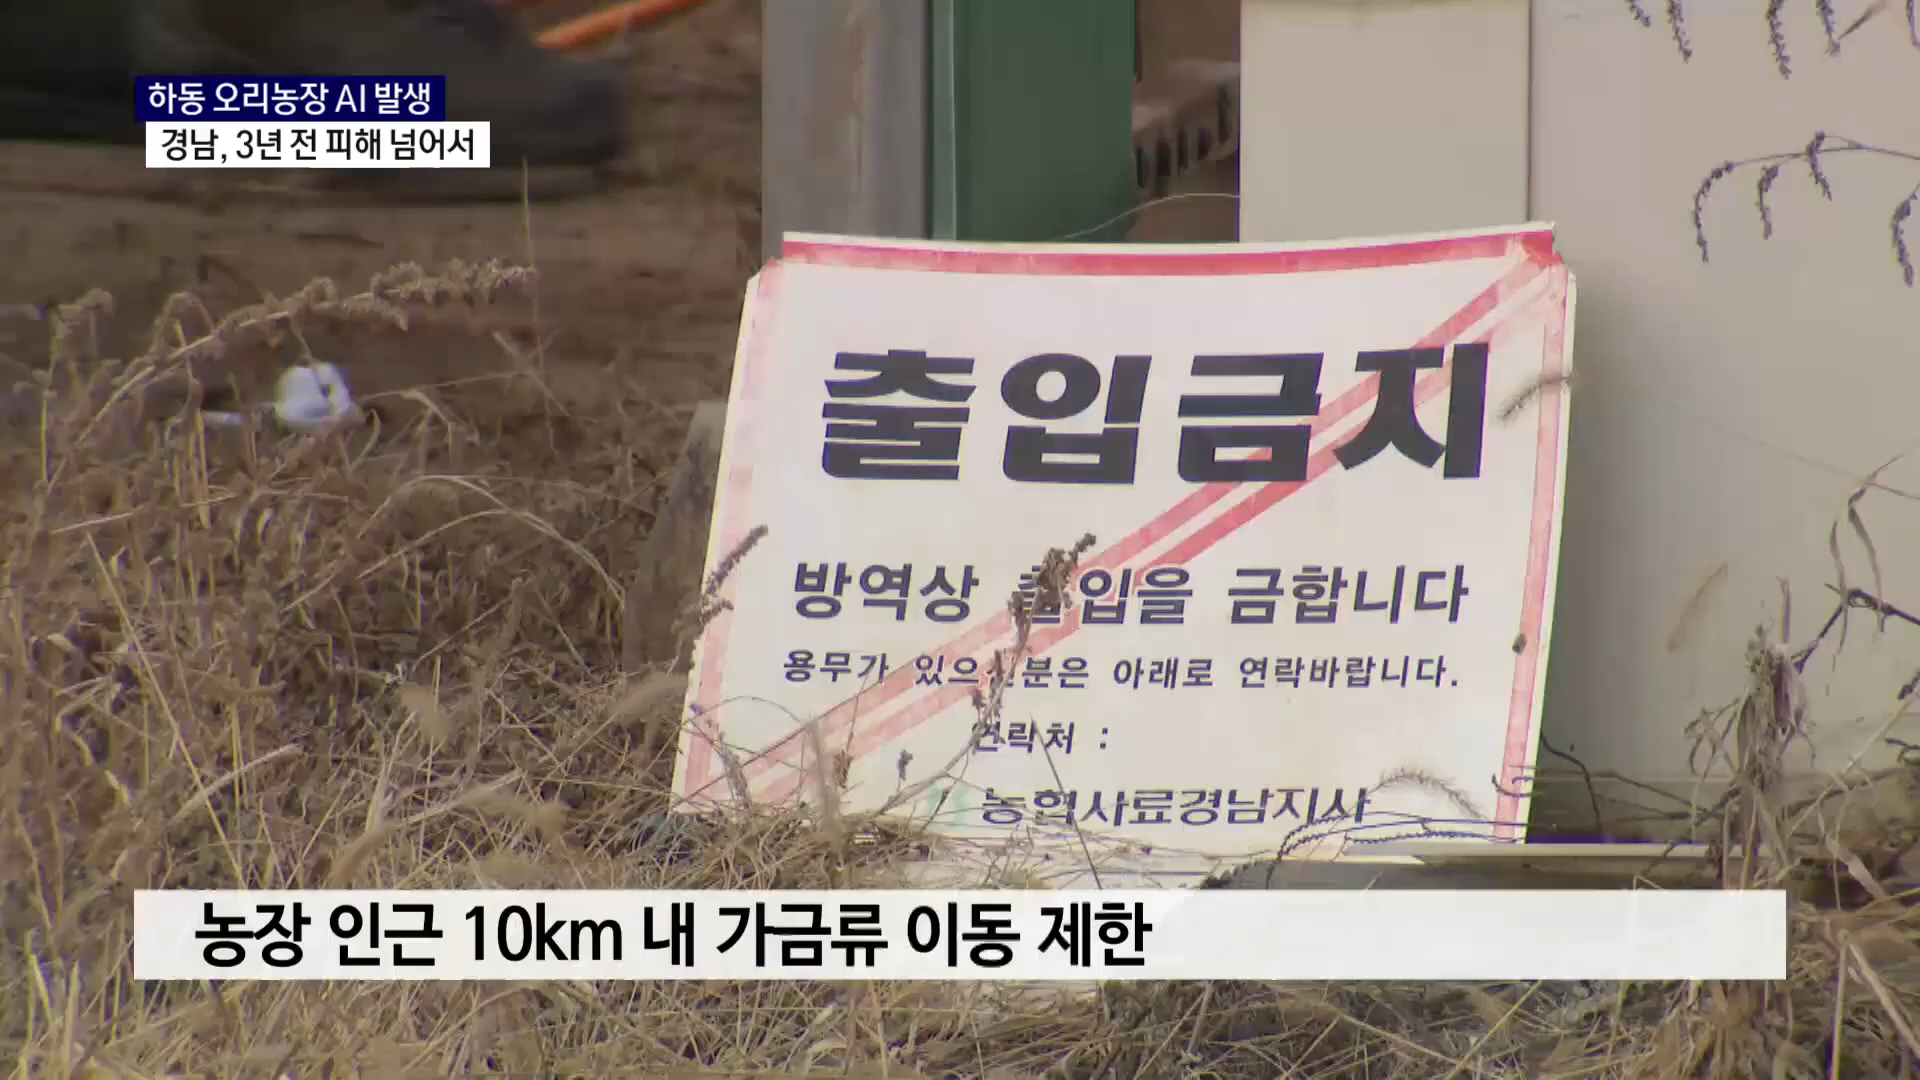 하동 오리농장 AI 발생
경남, 3년 전 피해 넘어서
출입금지
방역상 출입을 금합니다
용무가 있으신분은 아래로 연락바랍니다.
연락처 :
농협사료경남지사
농장 인근 10km 내 가금류 이동 제한